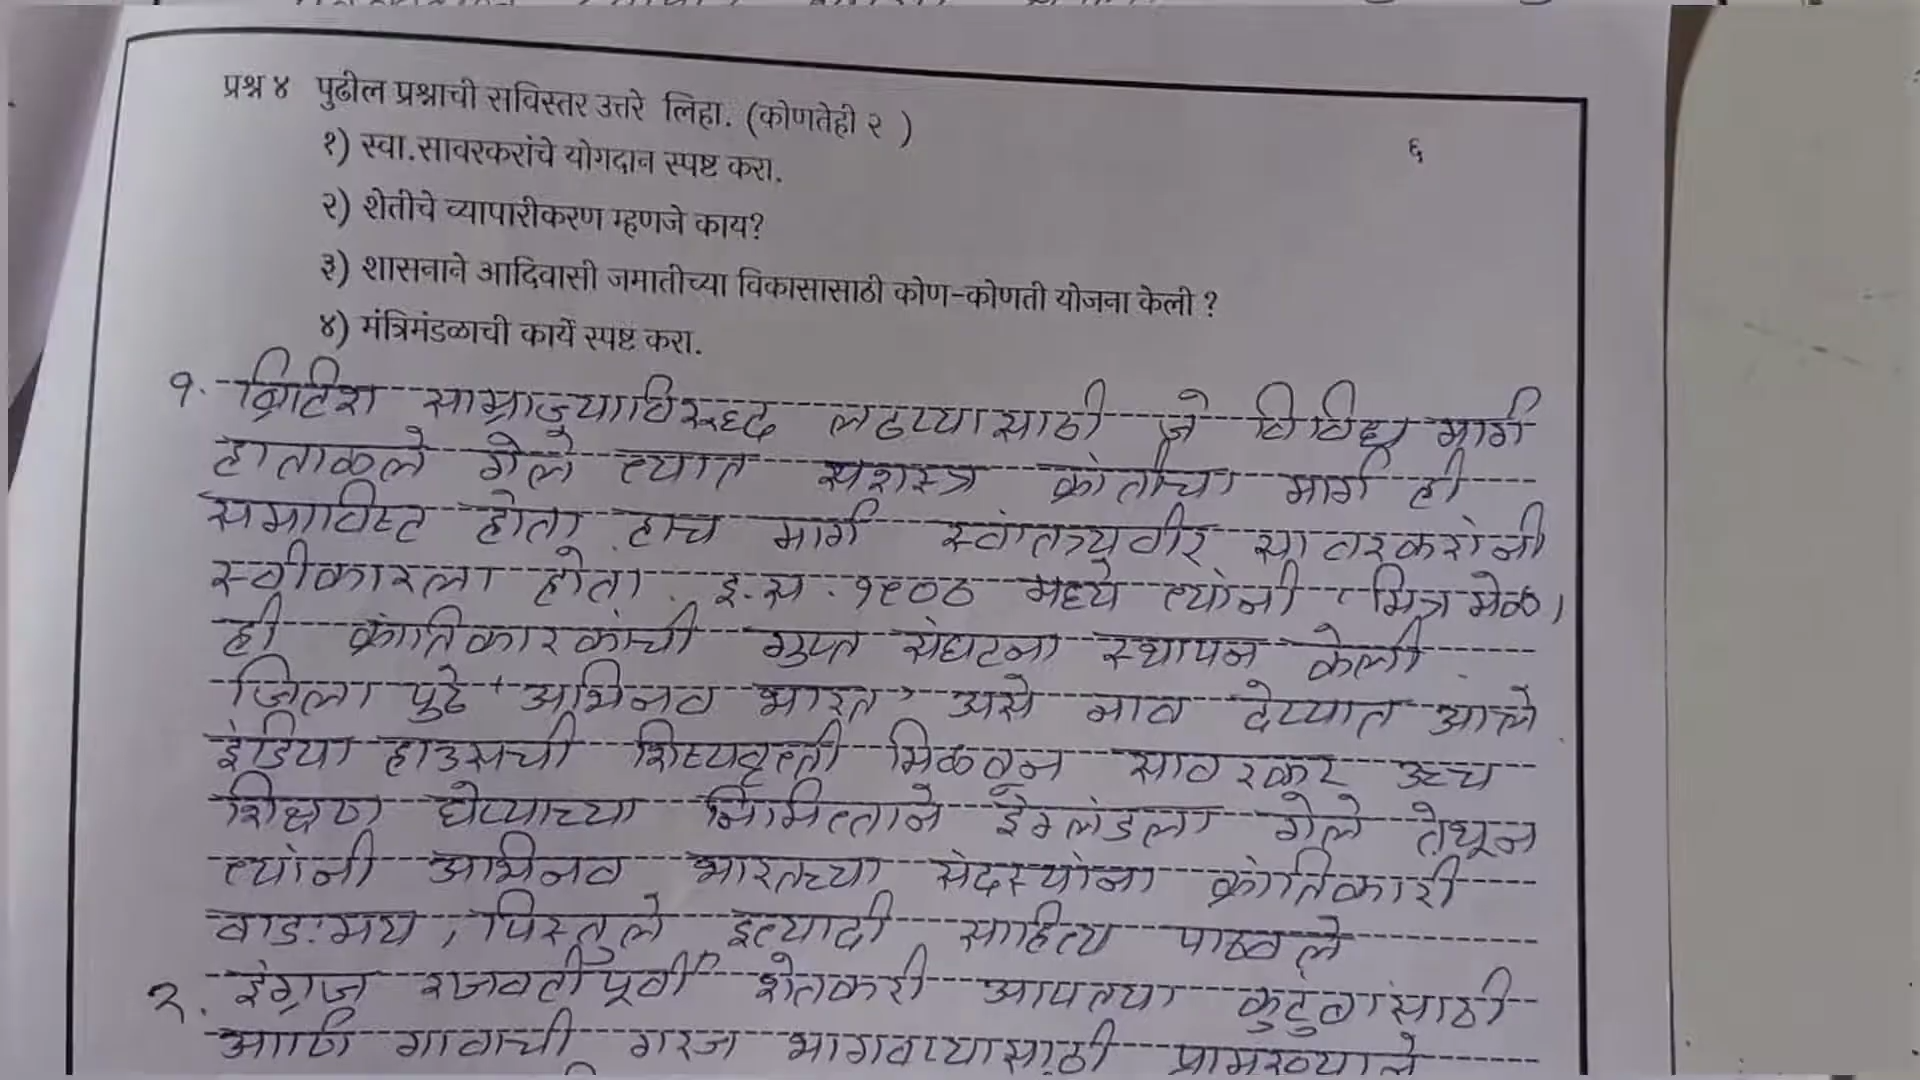 प्रश्न ४ पुढील प्रश्नाची सविस्तर उत्तरे लिहा. (कोणतेही २ )
६
१) स्वा.सावरकरांचे योगदान स्पष्ट करा.
२) शेतीचे व्यापारीकरण म्हणजे काय?
३) शासनाने आदिवासी जमातीच्या विकासासाठी कोण-कोणती योजना केली ?
४) मंत्रिमंडळाची कार्ये स्पष्ट करा.
१. ब्रिटिश साम्राज्याविरुध्द लढण्यासाठी जे विविध मार्ग
हाताळले गेले त्यात सशस्त्र क्रांतीचा मार्ग ही
समाविष्ट होता. हाच मार्ग स्वातंत्र्यवीर सावरकरांनी
स्वीकारला होता. इ.स. १९०० मध्ये त्यांनी 'मित्रमेळा
ही क्रांतिकारकांची गुप्त संघटना स्थापन केली.
जिला पुढे 'अभिनव भारत' असे नाव देण्यात आले.
इंडिया हाउसची शिष्यवृत्ती मिळवून सावरकर उच्च
शिक्षण घेण्याच्या निमित्ताने इंग्लंडला गेले तेथून
त्यांनी अभिनव भारतच्या सदस्यांना क्रांतिकारी
वाङ:मय, पिस्तुले इत्यादी साहित्य पाठवले
२. इंग्रज राजवटीपूर्वी शेतकरी आपल्या कुटुंबासाठी
आणि गावाची गरज भागवण्यासाठी प्रामुख्याने